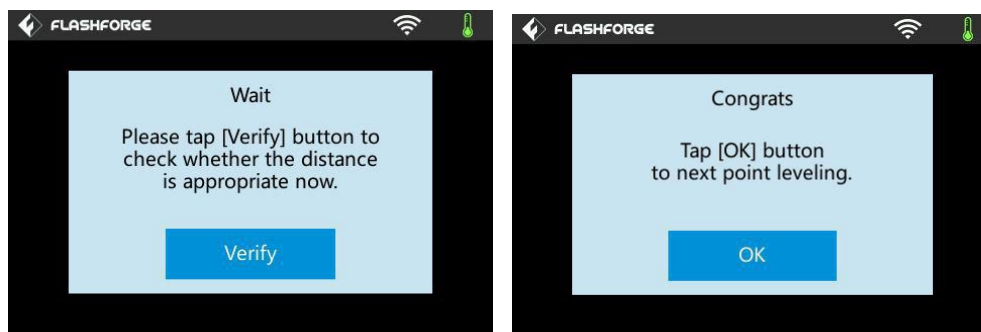 FLASHFORGE
Wait
Please tap [Verify] button to
check whether the distance
is appropriate now.
Verify
FLASHFORGE
Congrats
Tap [OK] button
to next point leveling.
OK